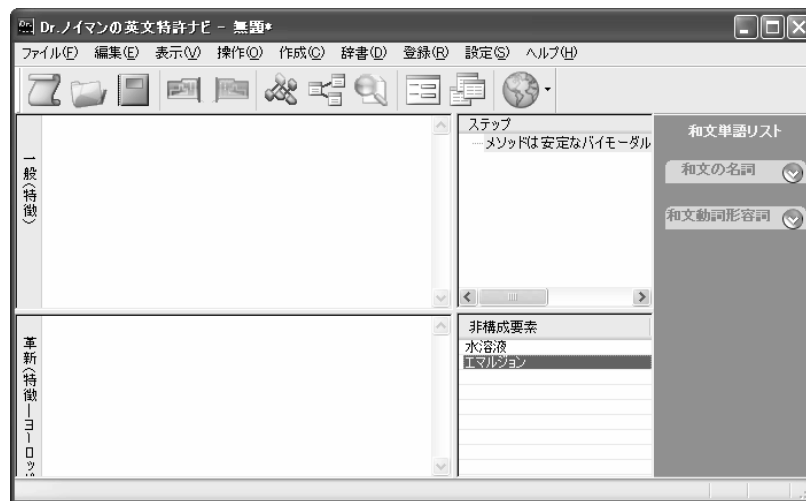 Dr.ノイマンの英文特許ナビ - 無題*
ファイル(F) 編集(E) 表示(V) 操作(O) 作成(C) 辞書(D) 登録(R) 設定(S) ヘルプ(H)
一般(特徴)
ステップ
メソッドは安定なバイモーダル
和文単語リスト
和文の名詞
和文動詞形容詞
革新(特徴―ヨーロッパ
非構成要素
水溶液
エマルジョン